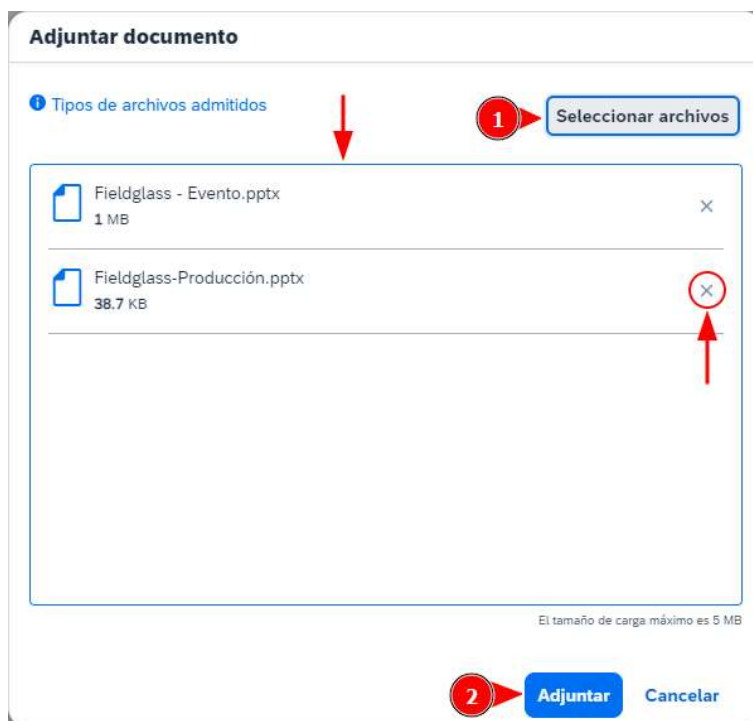 Adjuntar documento
Tipos de archivos admitidos
1
Seleccionar archivos
Fieldglass - Evento.pptx
1 MB
Fieldglass-Producción.pptx
38.7 KB
El tamaño de carga máximo es 5 MB
2
Adjuntar
Cancelar